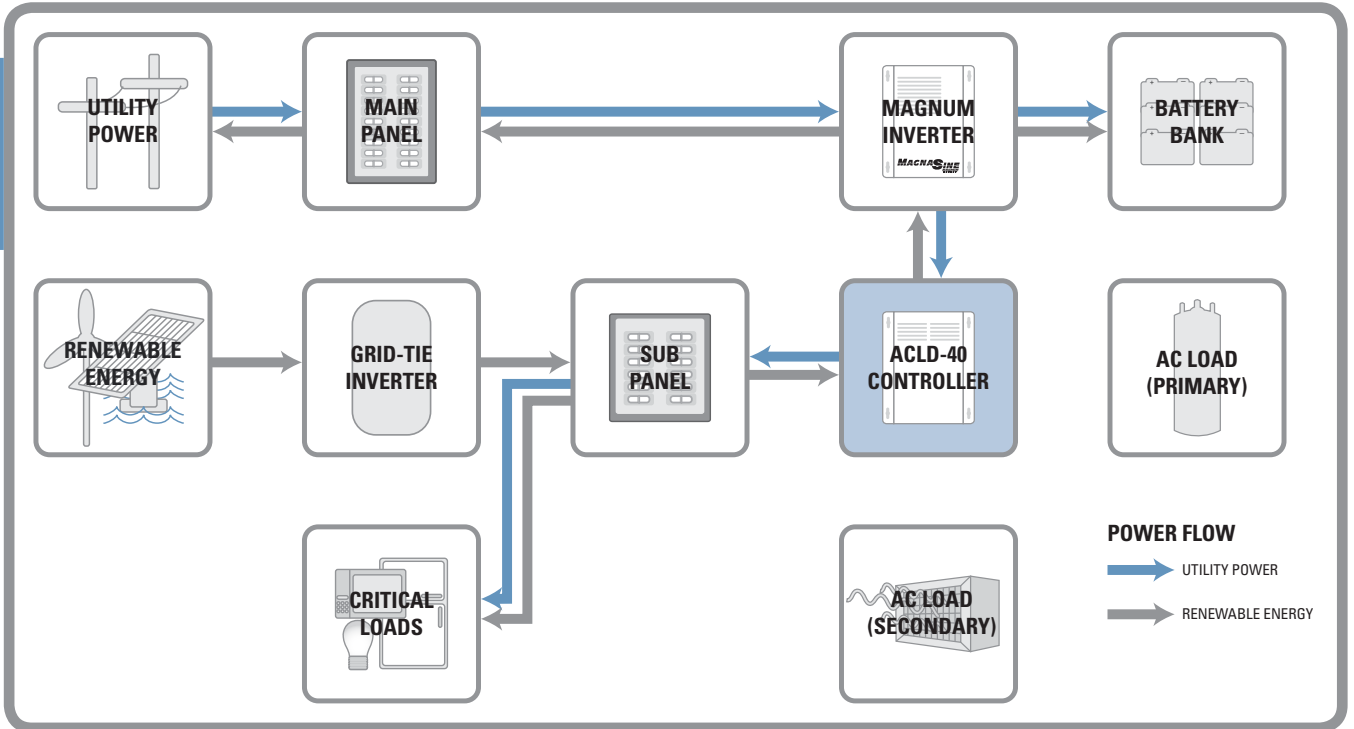 UTILITY
POWER
MAIN
PANEL
MAGNUM
INVERTER
MAGNASINE
BATTERY
BANK
RENEWABLE
ENERGY
GRID-TIE
INVERTER
SUB
PANEL
ACLD-40
CONTROLLER
AC LOAD
(PRIMARY)
CRITICAL
LOADS
AC LOAD
(SECONDARY)
POWER FLOW
UTILITY POWER
RENEWABLE ENERGY